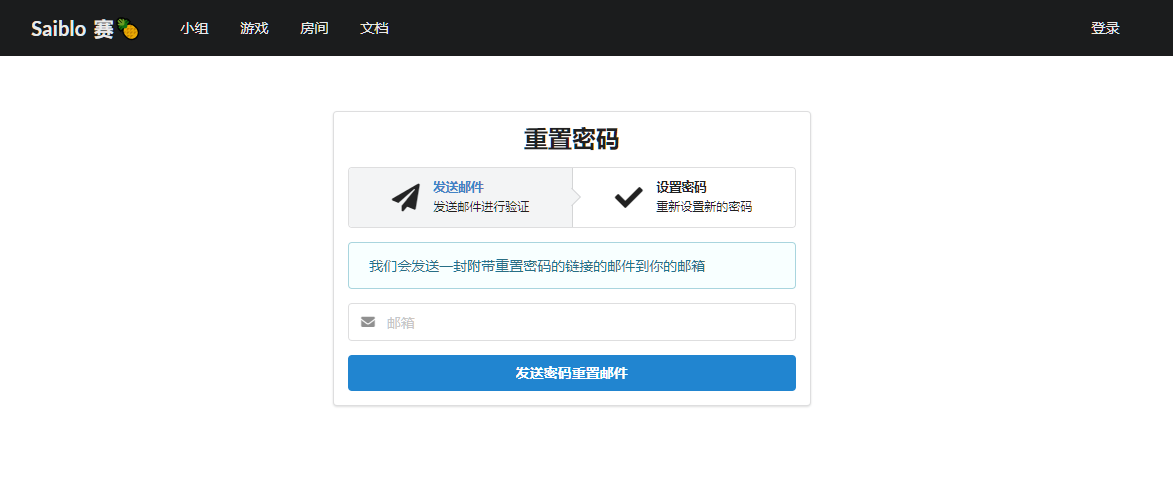 Saiblo 赛🍍 小组 游戏 房间 文档 登录
重置密码
发送邮件
发送邮件进行验证
设置密码
重新设置新的密码
我们会发送一封附带重置密码的链接的邮件到你的邮箱
邮箱
发送密码重置邮件